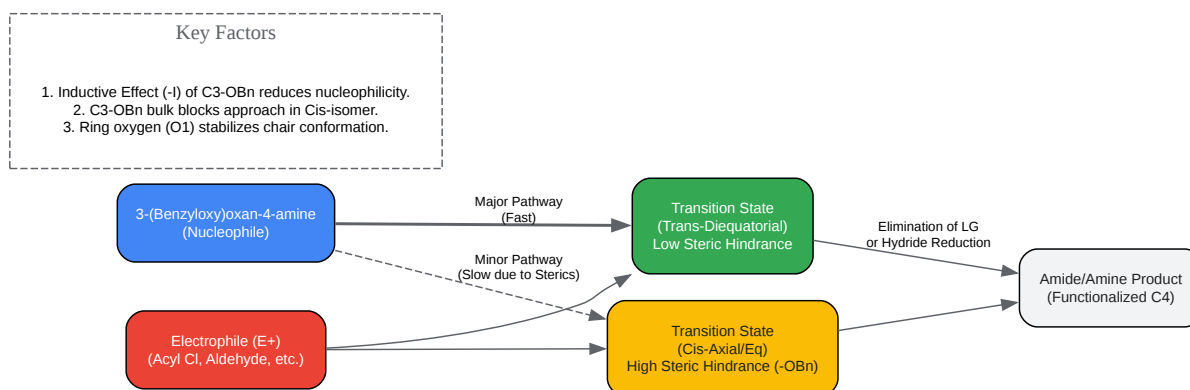 Key Factors
1. Inductive Effect (-I) of C3-OBn reduces nucleophilicity.
2. C3-OBn bulk blocks approach in Cis-isomer.
3. Ring oxygen (O1) stabilizes chair conformation.
3-(Benzyloxy)oxan-4-amine
(Nucleophile)
Major Pathway
(Fast)
Transition State
(Trans-Diequatorial)
Low Steric Hindrance
Elimination of LG
or Hydride Reduction
Minor Pathway
(Slow due to Sterics)
Amide/Amine Product
(Functionalized C4)
Electrophile (E+)
(Acyl Cl, Aldehyde, etc.)
Transition State
(Cis-Axial/Eq)
High Steric Hindrance (-OBn)